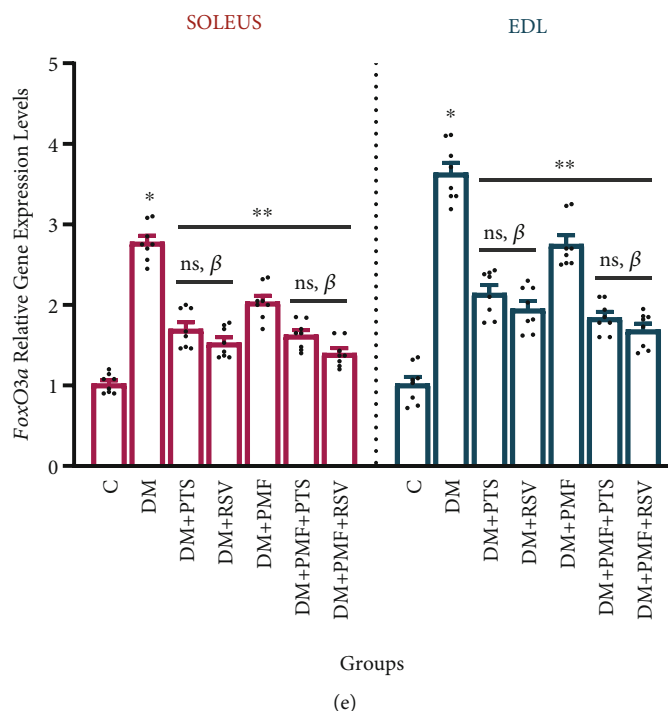 SOLEUS
EDL
FoxO3a Relative Gene Expression Levels
5
4
3
2
1
0
*
**
ns, β
ns, β
*
**
ns, β
ns, β
C
DM
DM+PTS
DM+RSV
DM+PMF
DM+PMF+PTS
DM+PMF+RSV
C
DM
DM+PTS
DM+RSV
DM+PMF
DM+PMF+PTS
DM+PMF+RSV
Groups
(e)